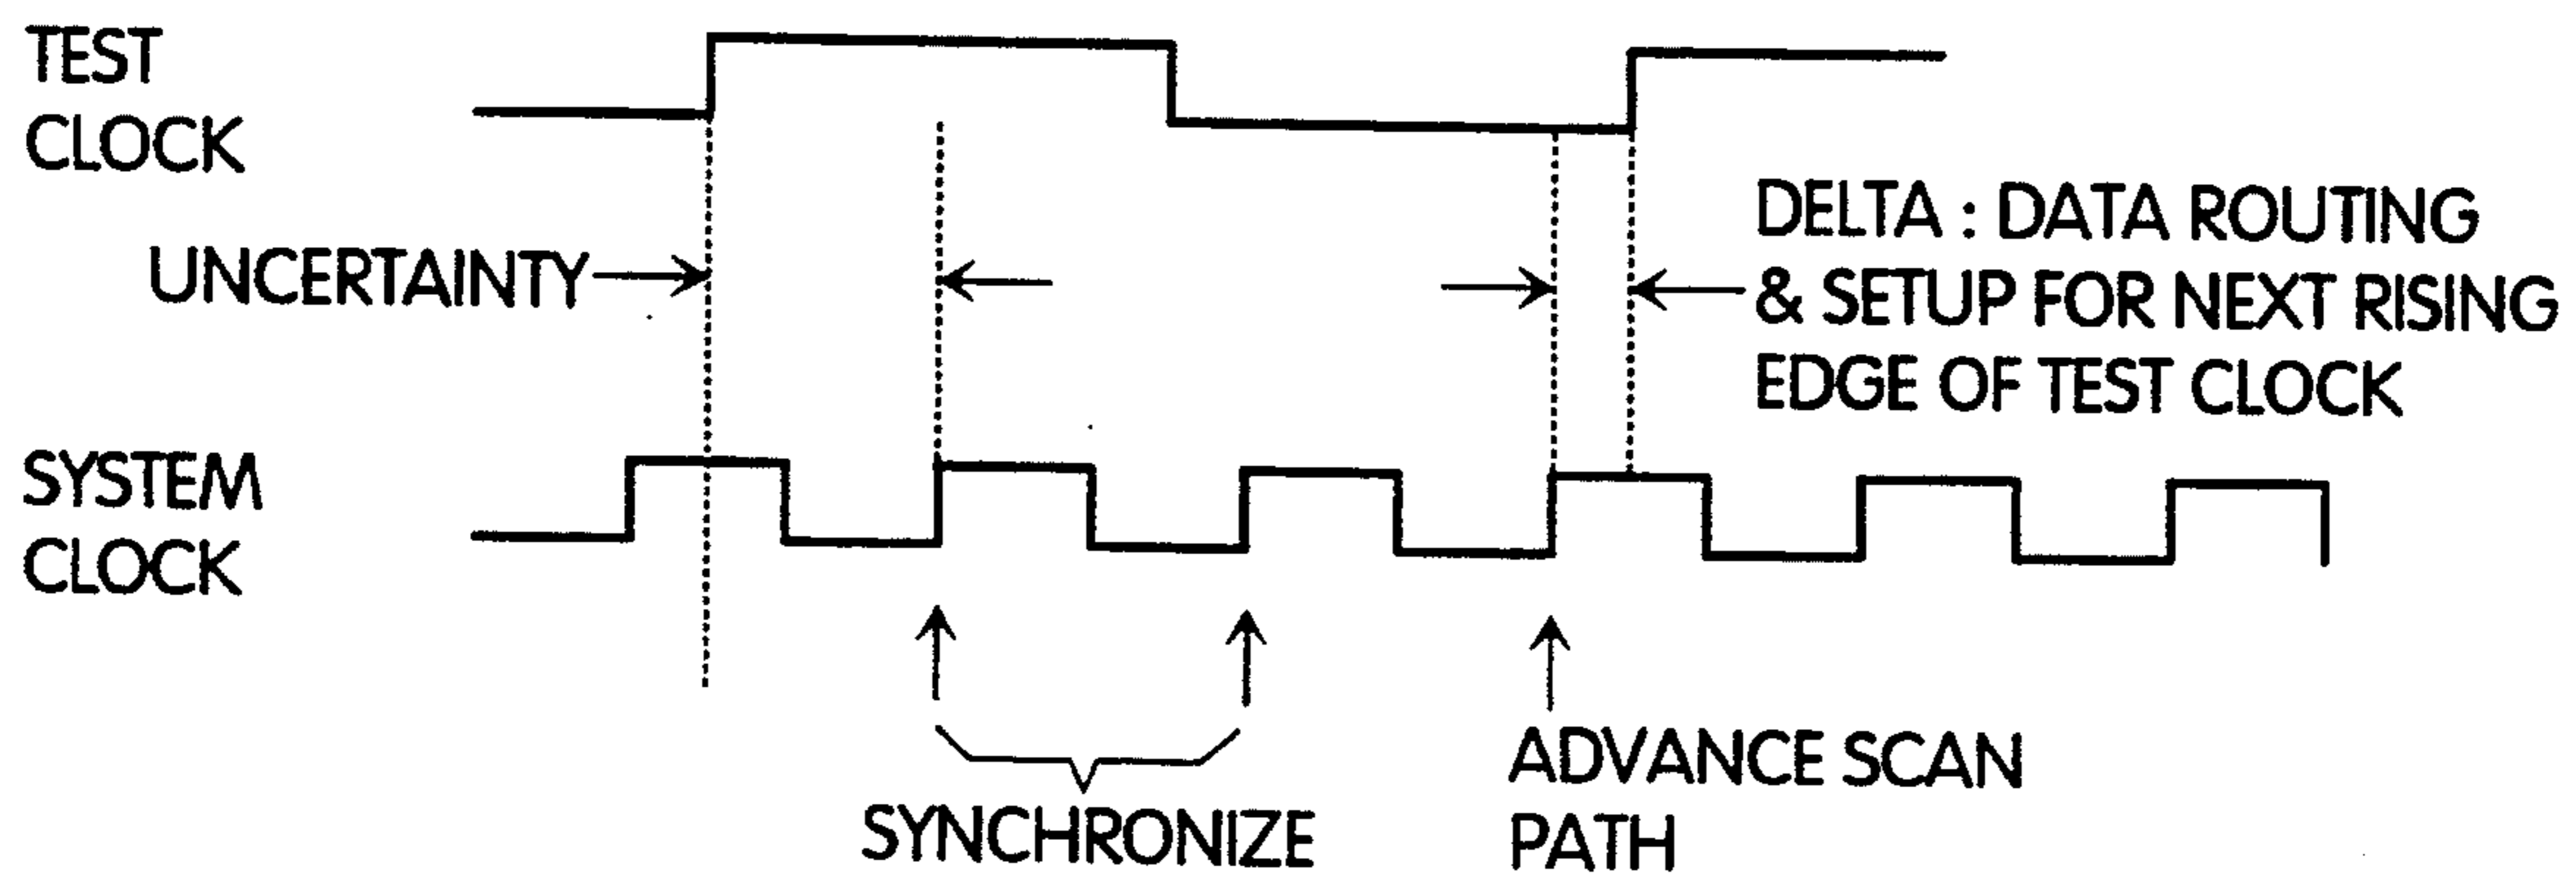 TEST
CLOCK
UNCERTAINTY
DELTA : DATA ROUTING
& SETUP FOR NEXT RISING
EDGE OF TEST CLOCK
SYSTEM
CLOCK
SYNCHRONIZE
ADVANCE SCAN
PATH